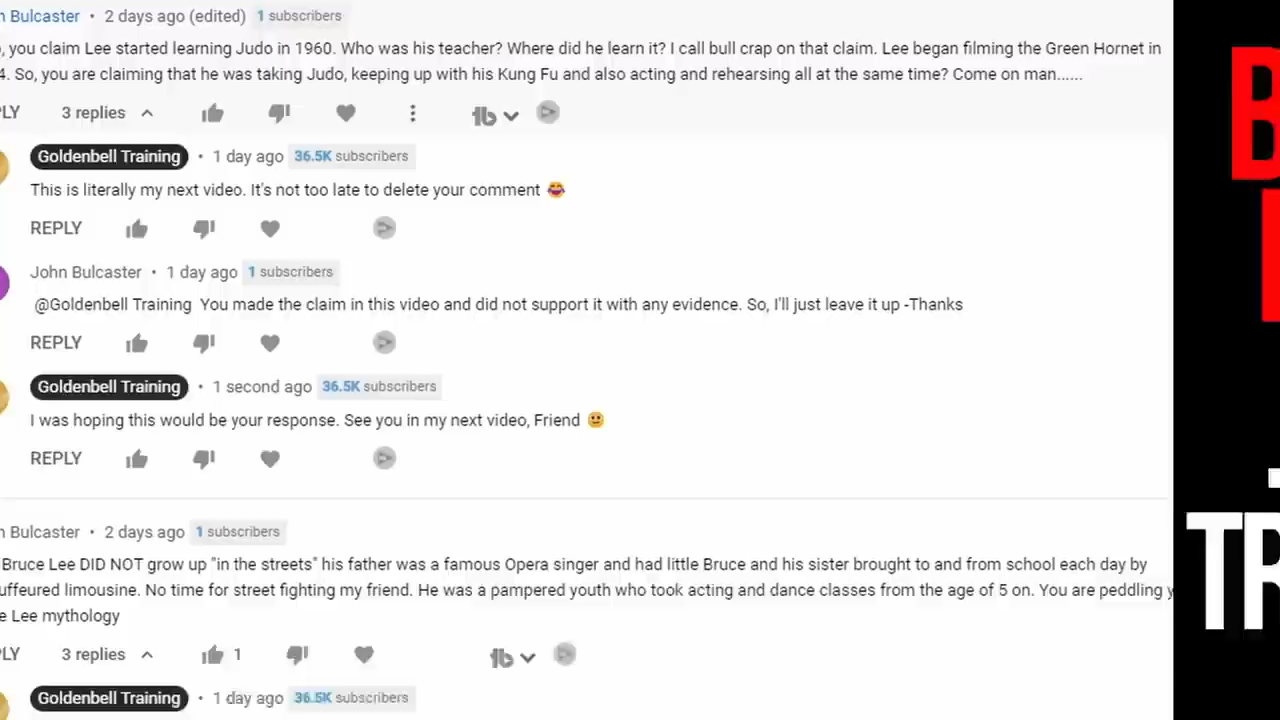 n Bulcaster • 2 days ago (edited) 1 subscribers
, you claim Lee started learning Judo in 1960. Who was his teacher? Where did he learn it? I call bull crap on that claim. Lee began filming the Green Hornet in
4. So, you are claiming that he was taking Judo, keeping up with his Kung Fu and also acting and rehearsing all at the same time? Come on man......
PLY 3 replies
Goldenbell Training • 1 day ago 36.5K subscribers
This is literally my next video. It's not too late to delete your comment 😂
REPLY
John Bulcaster • 1 day ago 1 subscribers
@Goldenbell Training You made the claim in this video and did not support it with any evidence. So, I'll just leave it up -Thanks
REPLY
Goldenbell Training • 1 second ago 36.5K subscribers
I was hoping this would be your response. See you in my next video, Friend 🙂
REPLY
n Bulcaster • 2 days ago 1 subscribers
Bruce Lee DID NOT grow up "in the streets" his father was a famous Opera singer and had little Bruce and his sister brought to and from school each day by
uffeured limousine. No time for street fighting my friend. He was a pampered youth who took acting and dance classes from the age of 5 on. You are peddling y
e Lee mythology
PLY 3 replies 1
Goldenbell Training • 1 day ago 36.5K subscribers
B
TR